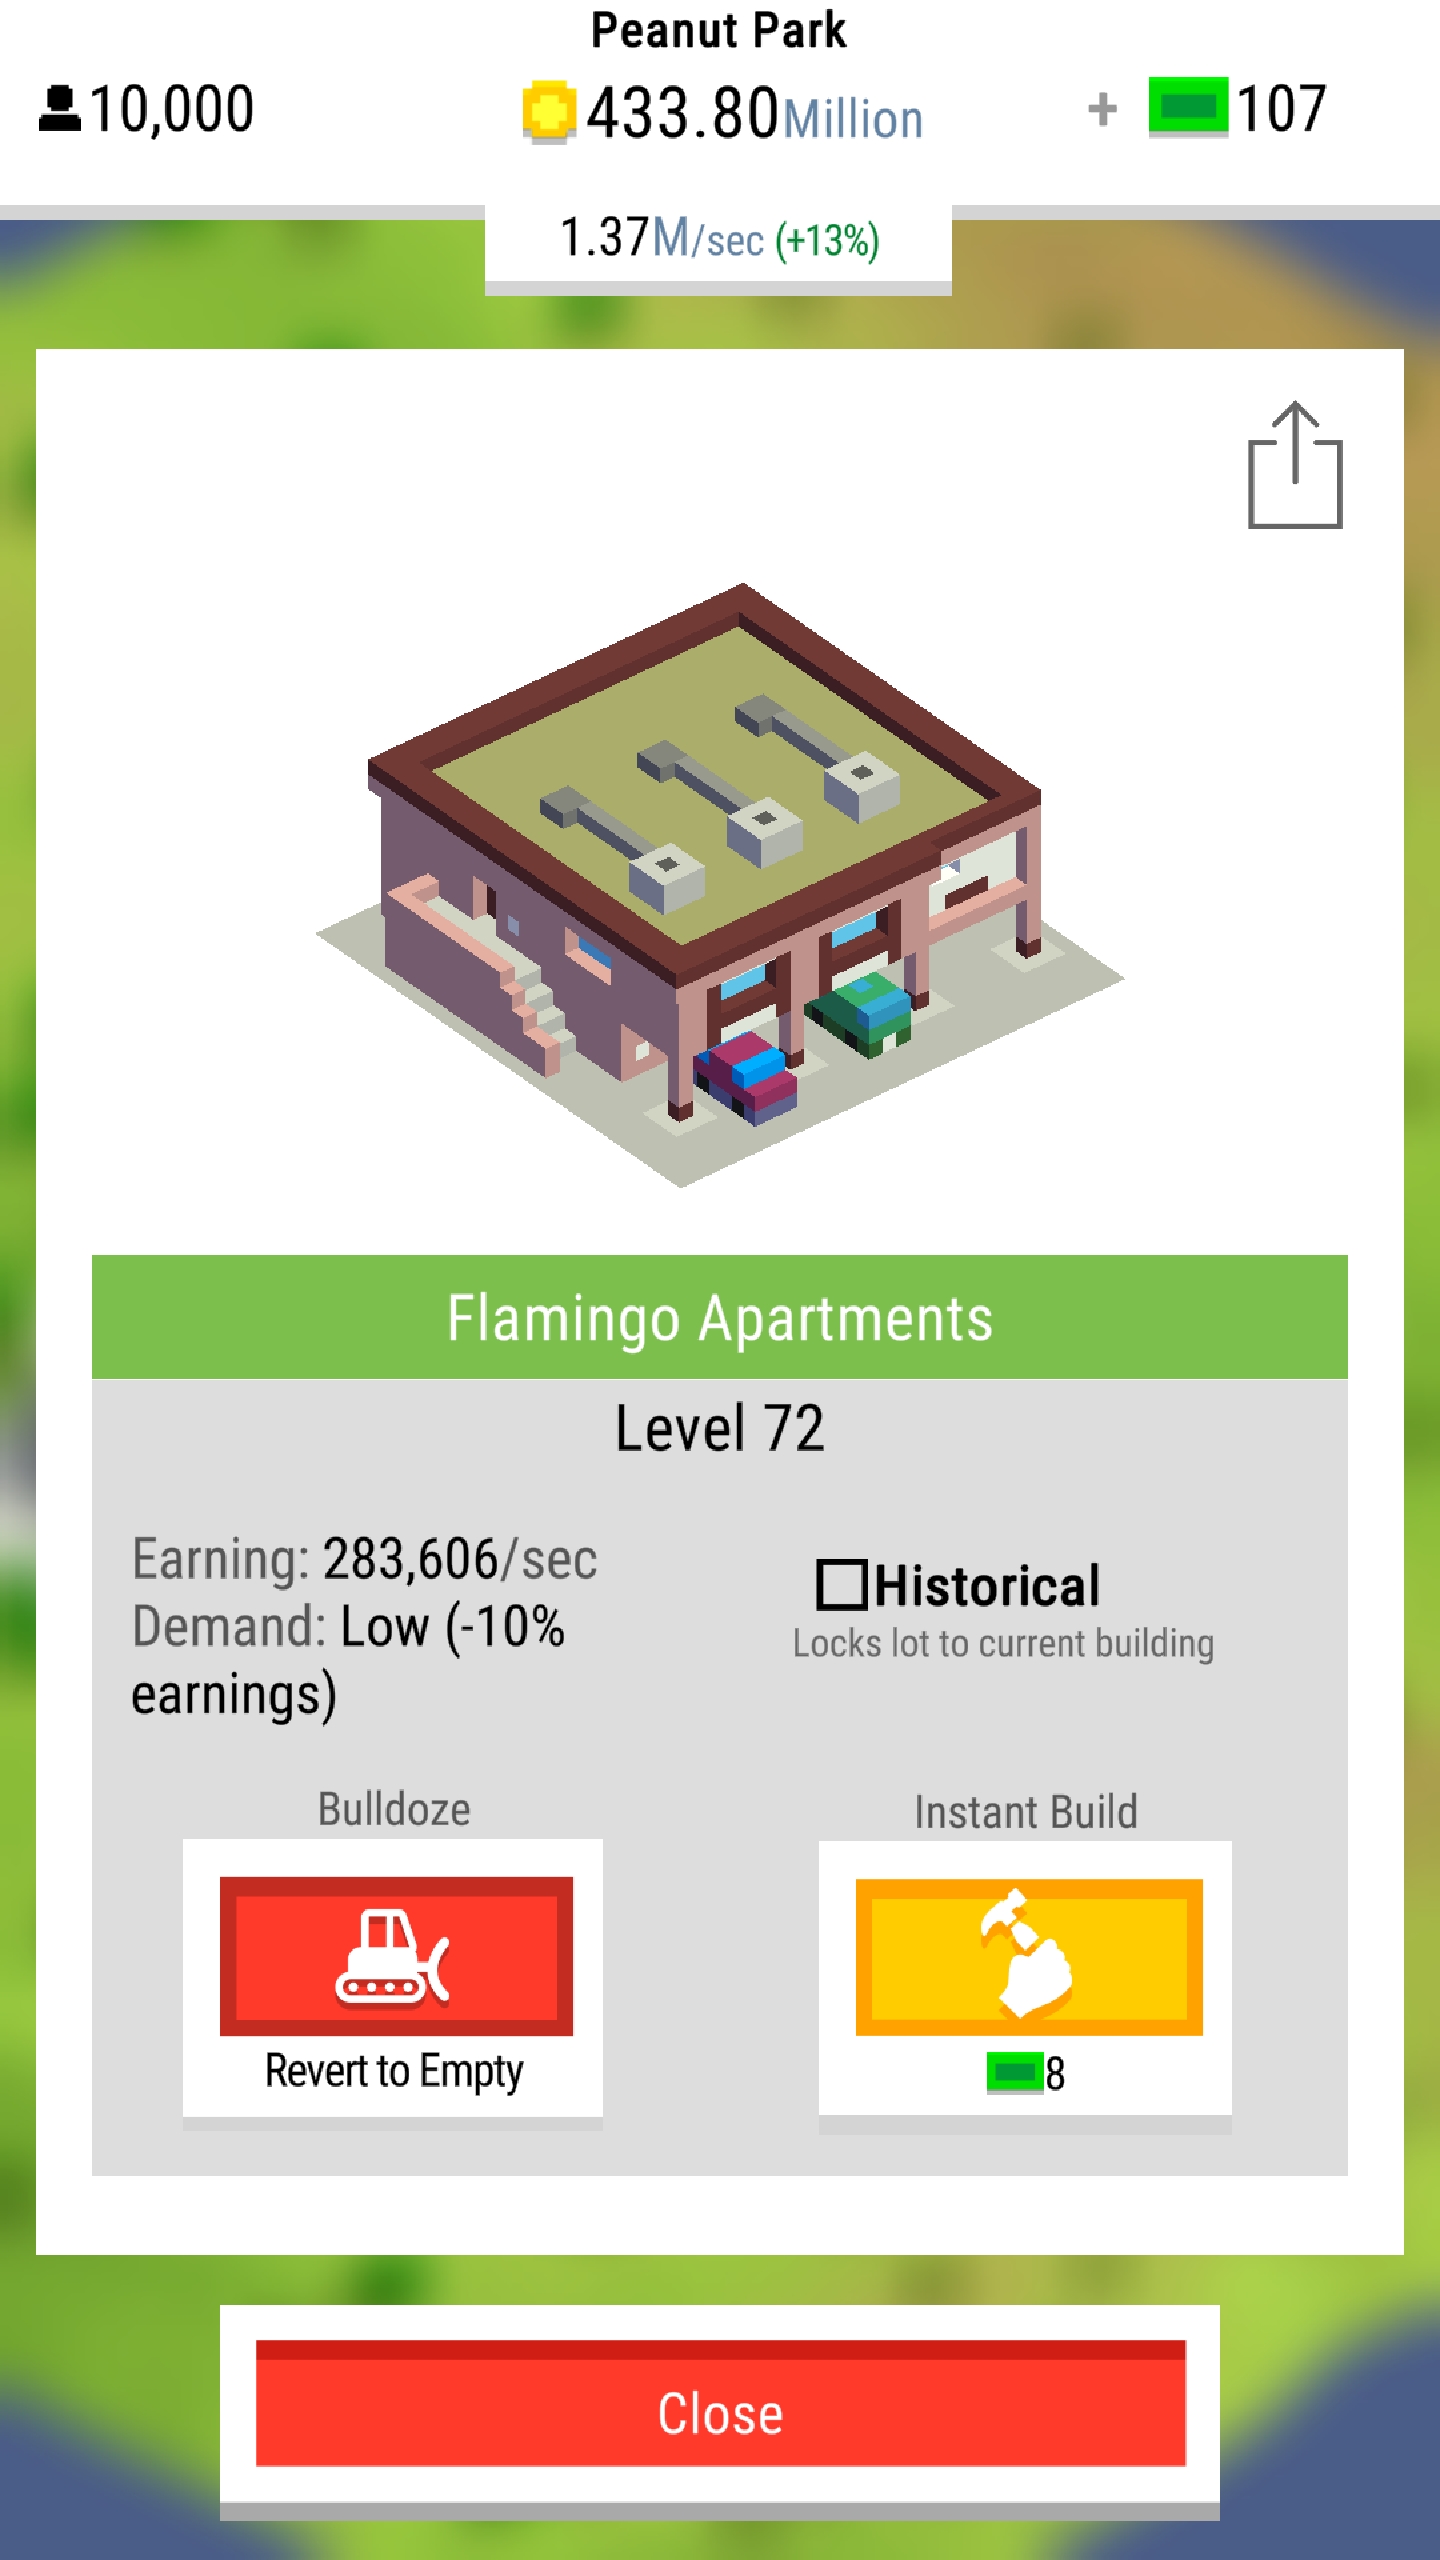 Peanut Park
10,000
433.80Million
+ 107
1.37M/sec (+13%)
Flamingo Apartments
Level 72
Earning: 283,606/sec
Demand: Low (-10%
earnings)
Historical
Locks lot to current building
Bulldoze
Revert to Empty
Instant Build
8
Close